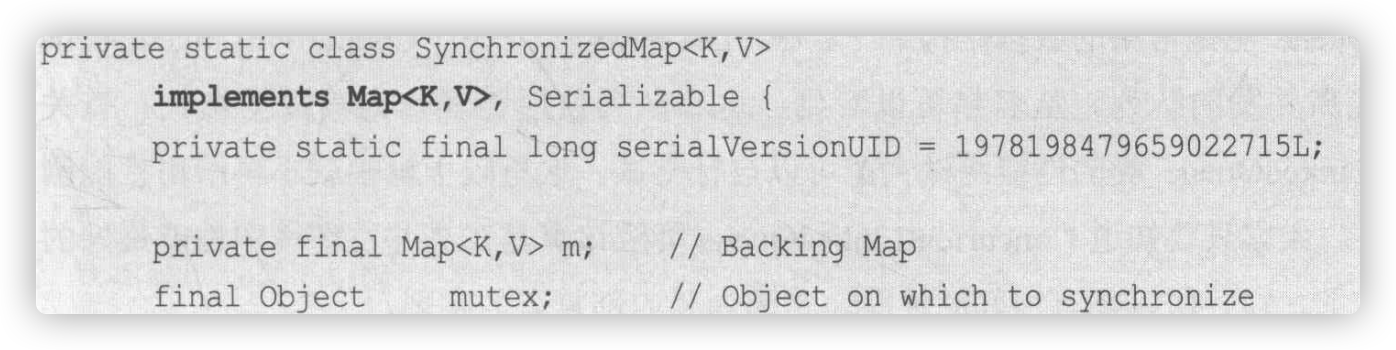 private static class SynchronizedMap<K,V>
implements Map<K,V>, Serializable {
private static final long serialVersionUID = 1978198479659022715L;
private final Map<K,V> m; // Backing Map
final Object mutex; // Object on which to synchronize